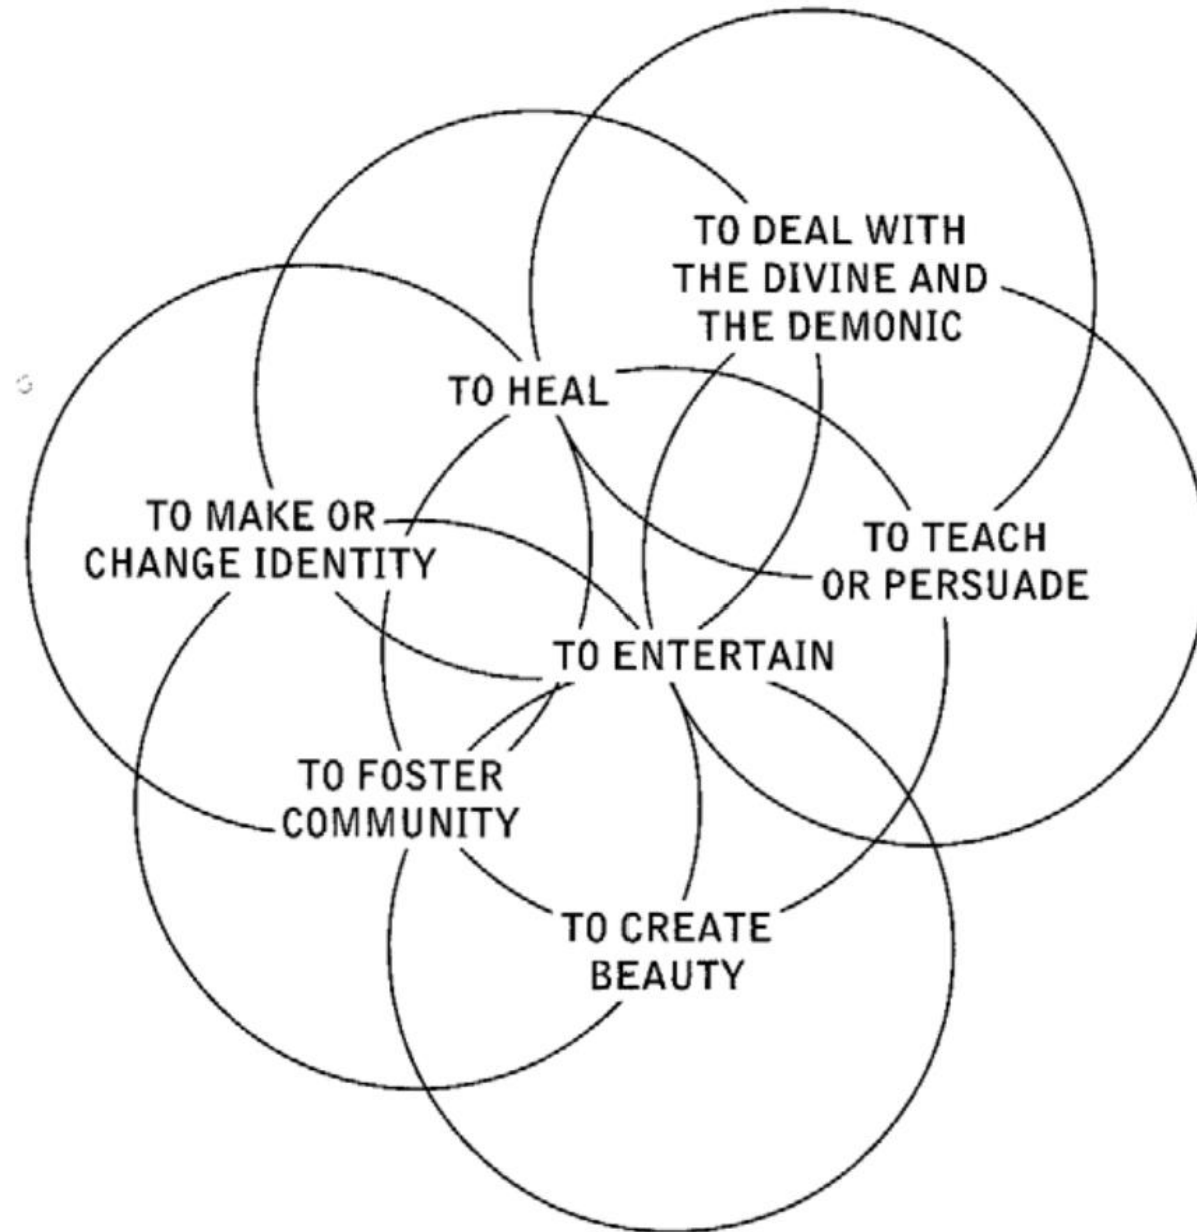 TO DEAL WITH
THE DIVINE AND
THE DEMONIC
TO HEAL
TO MAKE OR
CHANGE IDENTITY
TO TEACH
OR PERSUADE
TO ENTERTAIN
TO FOSTER
COMMUNITY
TO CREATE
BEAUTY